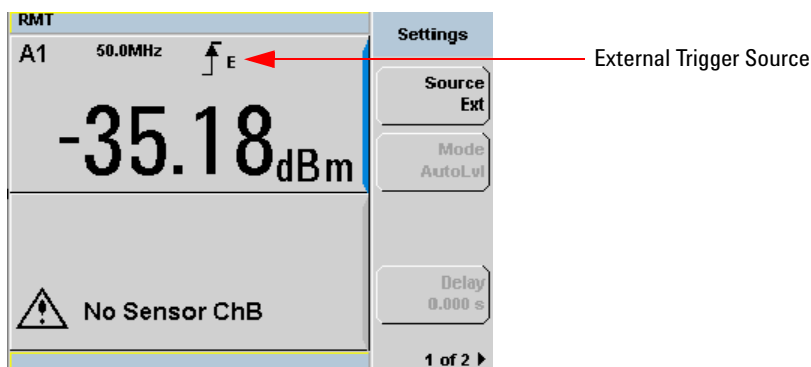 RMT
A1 50.0MHz E
-35.18dBm
No Sensor ChB
Settings
Source
Ext
Mode
AutoLvl
Delay
0.000 s
1 of 2
External Trigger Source